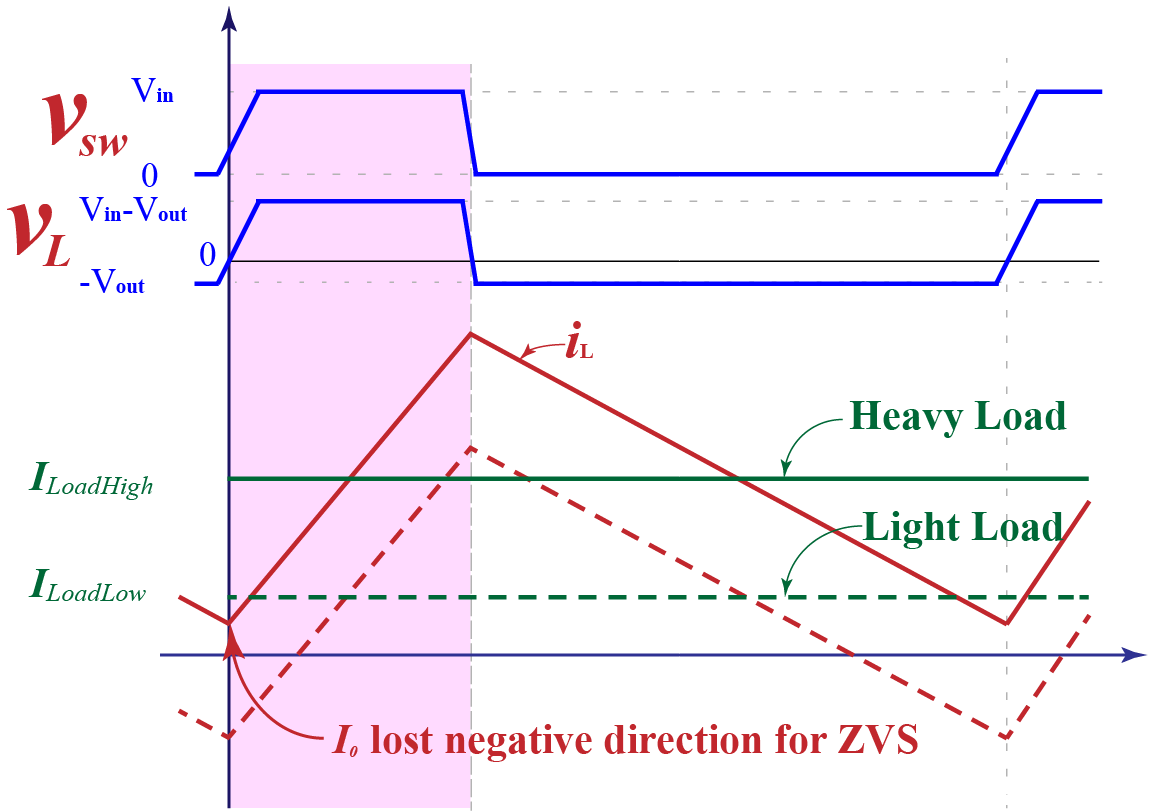 Vin
vsw
0
Vin-Vout
vL
0
-Vout
iL
Heavy Load
ILoadHigh
Light Load
ILoadLow
I0 lost negative direction for ZVS